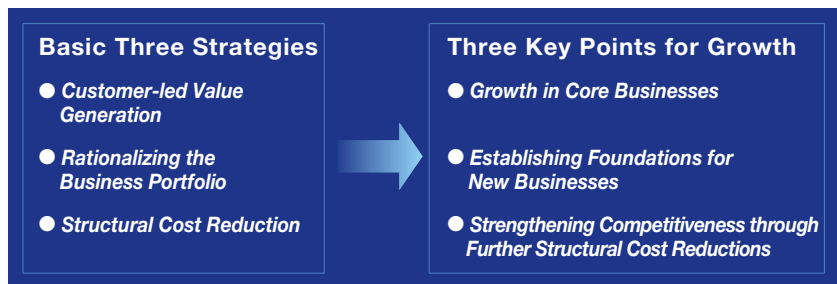 Basic Three Strategies
● Customer-led Value
Generation
● Rationalizing the
Business Portfolio
● Structural Cost Reduction
Three Key Points for Growth
● Growth in Core Businesses
● Establishing Foundations for
New Businesses
● Strengthening Competitiveness through
Further Structural Cost Reductions